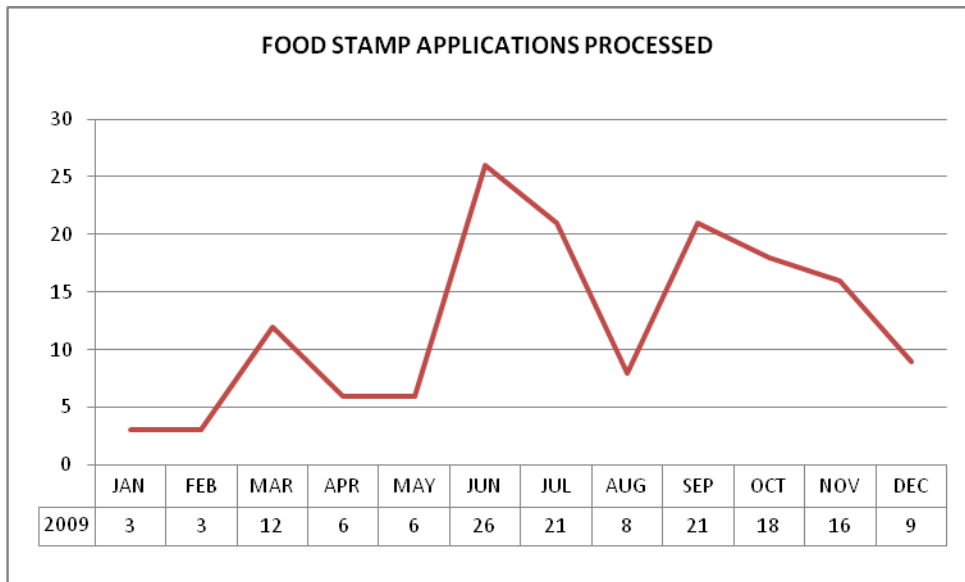 FOOD STAMP APPLICATIONS PROCESSED
30
25
20
15
10
5
0
JAN FEB MAR APR MAY JUN JUL AUG SEP OCT NOV DEC
2009 3 3 12 6 6 26 21 8 21 18 16 9